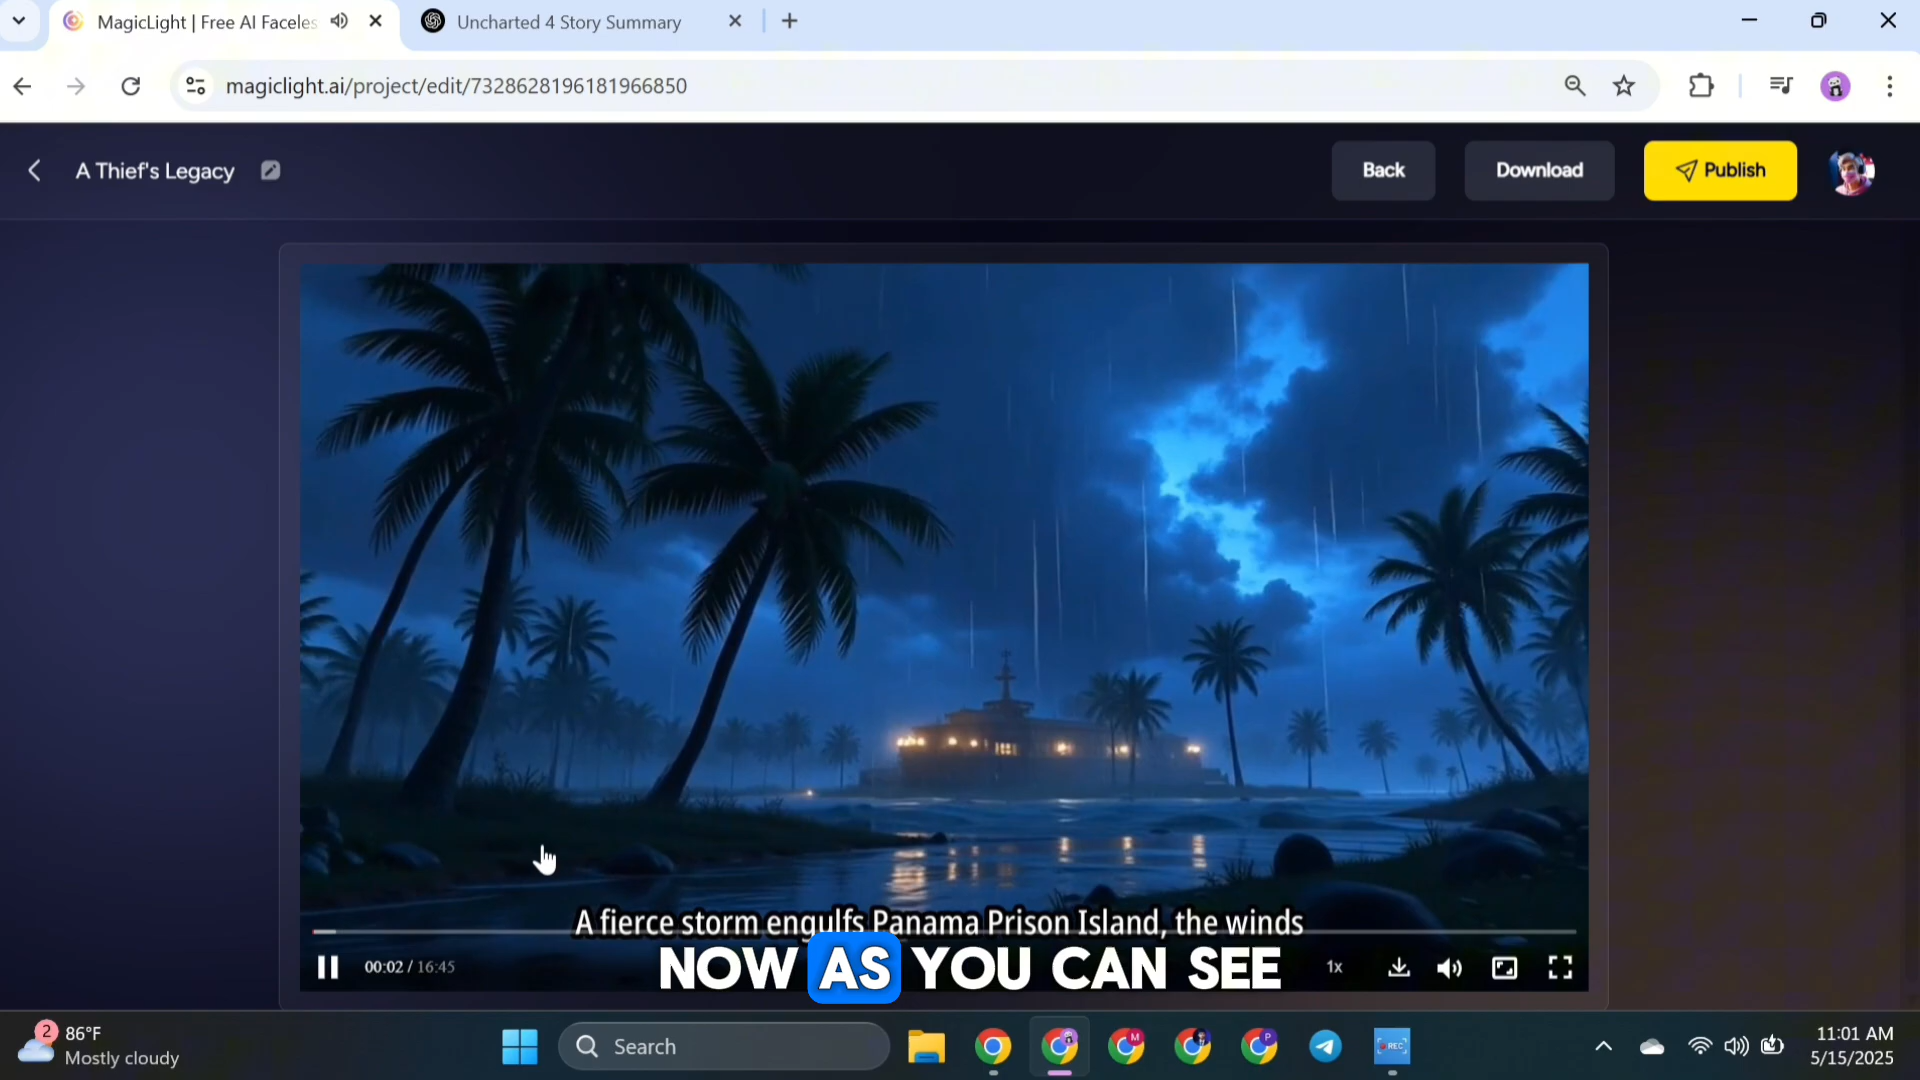 MagicLight | Free AI Faceles
Uncharted 4 Story Summary
magiclight.ai/project/edit/7328628196181966850
A Thief's Legacy
Back
Download
Publish
A fierce storm engulfs Panama Prison Island, the winds
NOW AS YOU CAN SEE
00:02 / 16:45
1x
2
86°F
Mostly cloudy
Search
M
P
REC
11:01 AM
5/15/2025